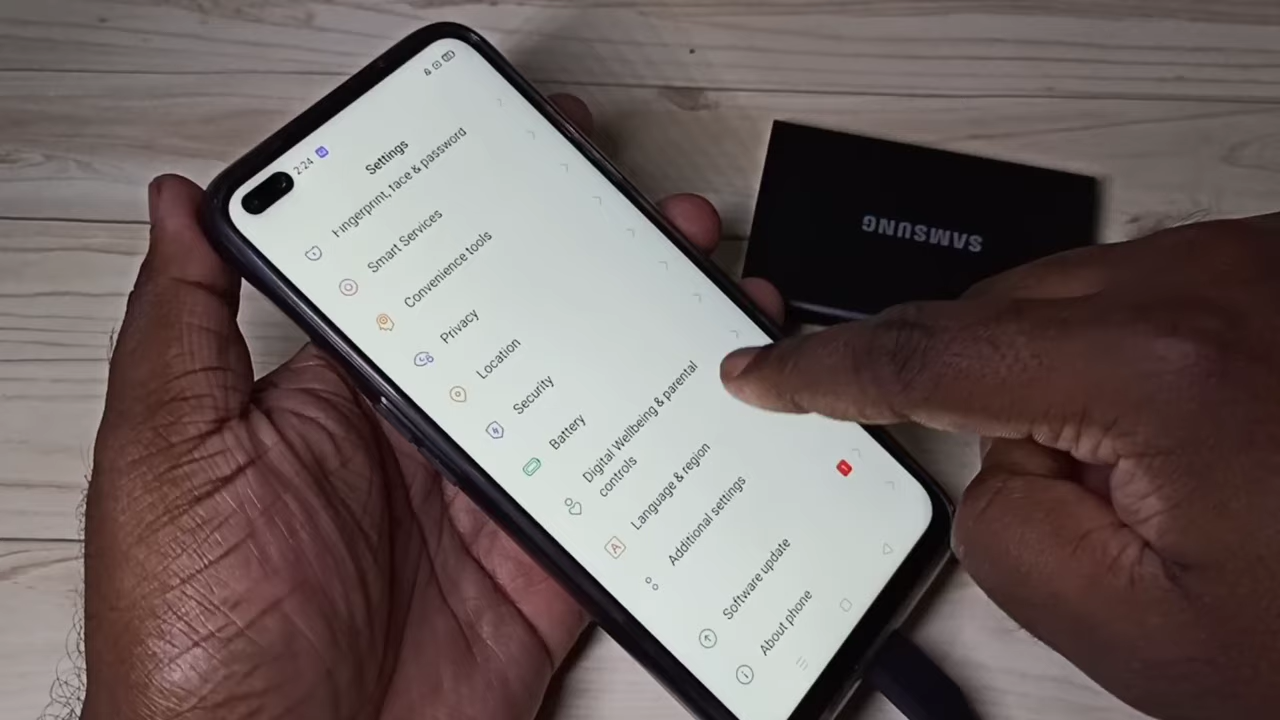 2:24
Settings
Fingerprint, face & password
Smart Services
Convenience tools
Privacy
Location
Security
Battery
Digital Wellbeing & parental
controls
Language & region
A
Additional settings
Software update
1
About phone
SAMSUNG